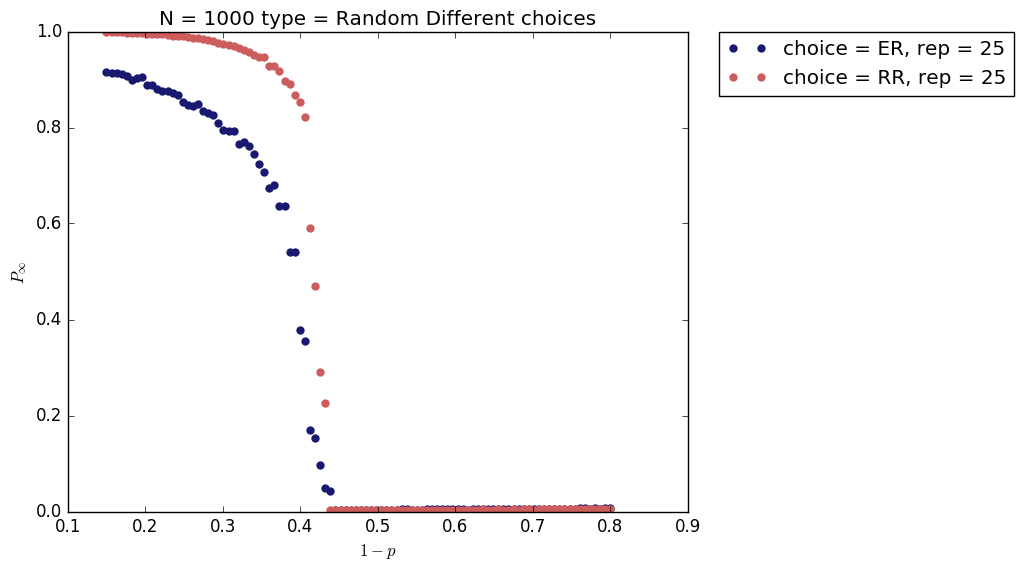 N = 1000 type = Random Different choices
choice = ER, rep = 25
choice = RR, rep = 25
1.0
0.8
0.6
0.4
0.2
0.0
P∞
0.1 0.2 0.3 0.4 0.5 0.6 0.7 0.8 0.9
1 − p